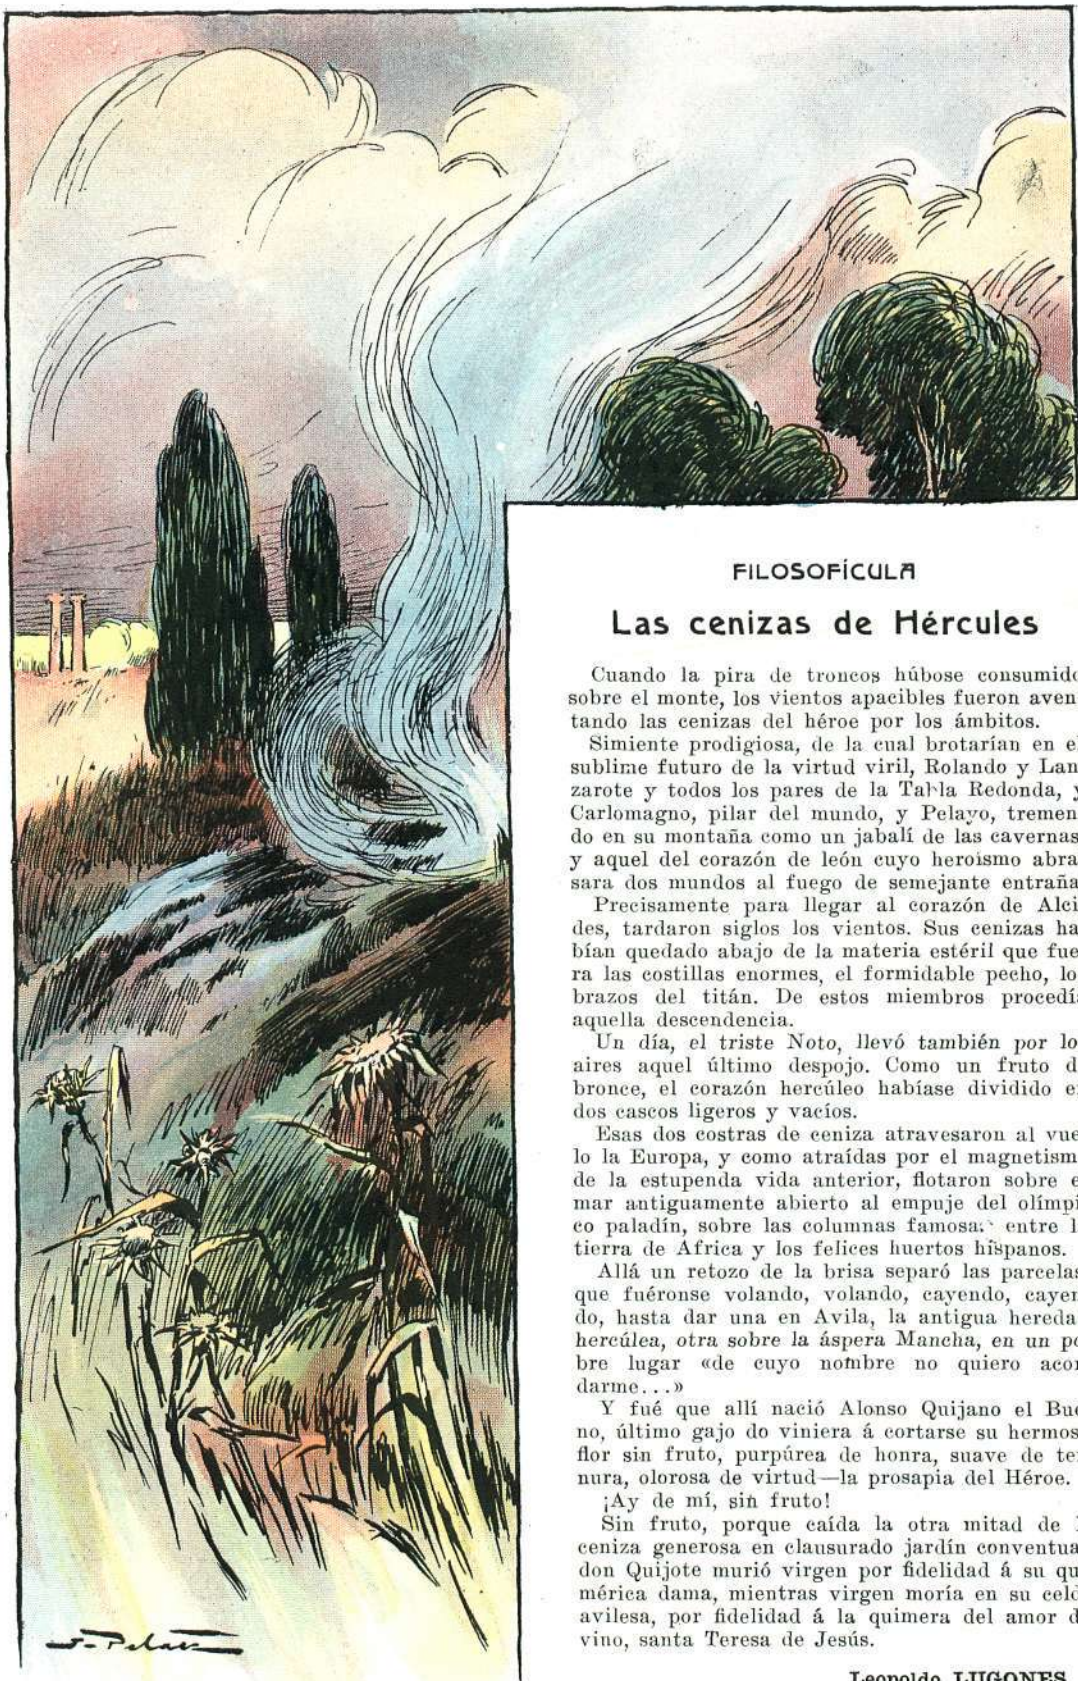 FILOSOFÍCULA
Las cenizas de Hércules
Cuando la pira de troncos húbose consumido
sobre el monte, los vientos apacibles fueron aven
tando las cenizas del héroe por los ámbitos.
Simiente prodigiosa, de la cual brotarían en el
sublime futuro de la virtud viril, Rolando y Lan
zarote y todos los pares de la Tabla Redonda, y
Carlomagno, pilar del mundo, y Pelayo, tremen
do en su montaña como un jabalí de las cavernas
y aquel del corazón de león cuyo heroismo abra
sara dos mundos al fuego de semejante entraña
Precisamente para llegar al corazón de Alci
des, tardaron siglos los vientos. Sus cenizas ha
bían quedado abajo de la materia estéril que fue
ra las costillas enormes, el formidable pecho, lo
brazos del titán. De estos miembros procedía
aquella descendencia.
Un día, el triste Noto, llevó también por lo
aires aquel último despojo. Como un fruto d
bronce, el corazón hercúleo habíase dividido e
dos cascos ligeros y vacíos.
Esas dos costras de ceniza atravesaron al vue
lo la Europa, y como atraídas por el magnetism
de la estupenda vida anterior, flotaron sobre e
mar antiguamente abierto al empuje del olímpi
co paladín, sobre las columnas famosas entre l
tierra de Africa y los felices huertos hispanos.
Allá un retozo de la brisa separó las parcelas
que fuéronse volando, volando, cayendo, cayen
do, hasta dar una en Avila, la antigua hereda
hercúlea, otra sobre la áspera Mancha, en un po
bre lugar «de cuyo nombre no quiero acor
darme...»
Y fué que allí nació Alonso Quijano el Bue
no, último gajo do viniera á cortarse su hermos
flor sin fruto, purpúrea de honra, suave de ter
nura, olorosa de virtud—la prosapia del Héroe.
¡Ay de mí, sin fruto!
Sin fruto, porque caída la otra mitad de l
ceniza generosa en clausurado jardín conventua
don Quijote murió virgen por fidelidad á su qui
mérica dama, mientras virgen moría en su celd
avilesa, por fidelidad á la quimera del amor d
vino, santa Teresa de Jesús.
Leopoldo LUGONES
J. Pelaez